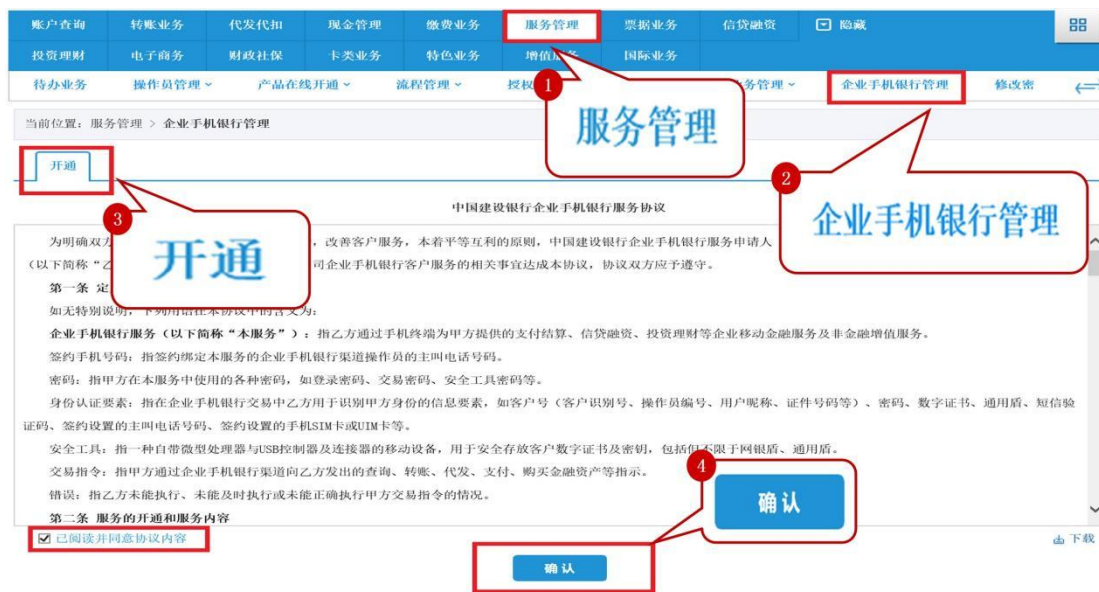 账户查询 转账业务 代发代扣 现金管理 缴费业务 服务管理 票据业务 信贷融资 隐藏
投资理财 电子商务 财政社保 卡类业务 特色业务 增值服务 国际业务
待办业务 操作员管理 产品在线开通 流程管理 授权 务管理 企业手机银行管理 修改密
当前位置：服务管理 > 企业手机银行管理
1
服务管理
2
企业手机银行管理
开通
3
开通
中国建设银行企业手机银行服务协议
为明确双方 ，改善客户服务，本着平等互利的原则，中国建设银行企业手机银行服务申请人
（以下简称“乙 司企业手机银行客户服务的相关事宜达成本协议，协议双方应予遵守。
第一条 定
如无特别说明，下列用语在本协议中的含义为：
企业手机银行服务（以下简称“本服务”）：指乙方通过手机终端为甲方提供的支付结算、信贷融资、投资理财等企业移动金融服务及非金融增值服务。
签约手机号码：指签约绑定本服务的企业手机银行渠道操作员的主叫电话号码。
密码：指甲方在本服务中使用的各种密码，如登录密码、交易密码、安全工具密码等。
身份认证要素：指在企业手机银行交易中乙方用于识别甲方身份的信息要素，如客户号（客户识别号、操作员编号、用户昵称、证件号码等）、密码、数字证书、通用盾、短信验
证码、签约设置的主叫电话号码、签约设置的手机SIM卡或UIM卡等。
安全工具：指一种自带微型处理器与USB控制器及连接器的移动设备，用于安全存放客户数字证书及密钥，包括但不限于网银盾、通用盾。
交易指令：指甲方通过企业手机银行渠道向乙方发出的查询、转账、代发、支付、购买金融资产等指示。
错误：指乙方未能执行、未能及时执行或未能正确执行甲方交易指令的情况。
第二条 服务的开通和服务内容
4
确认
已阅读并同意协议内容
下载
确认